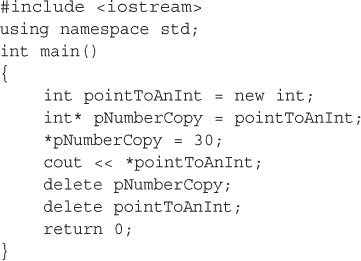 #include <iostream>
using namespace std;
int main()
{
    int pointToAnInt = new int;
    int* pNumberCopy = pointToAnInt;
    *pNumberCopy = 30;
    cout << *pointToAnInt;
    delete pNumberCopy;
    delete pointToAnInt;
    return 0;
}